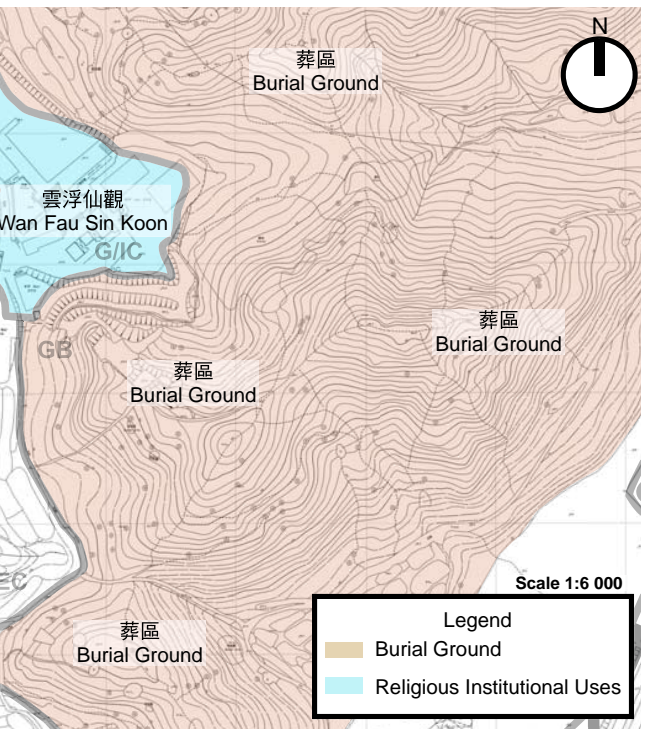 葬區
Burial Ground
N
雲浮仙觀
Wan Fau Sin Koon
G/IC
葬區
Burial Ground
GB
葬區
Burial Ground
EC
Scale 1:6 000
葬區
Burial Ground
Legend
Burial Ground
Religious Institutional Uses